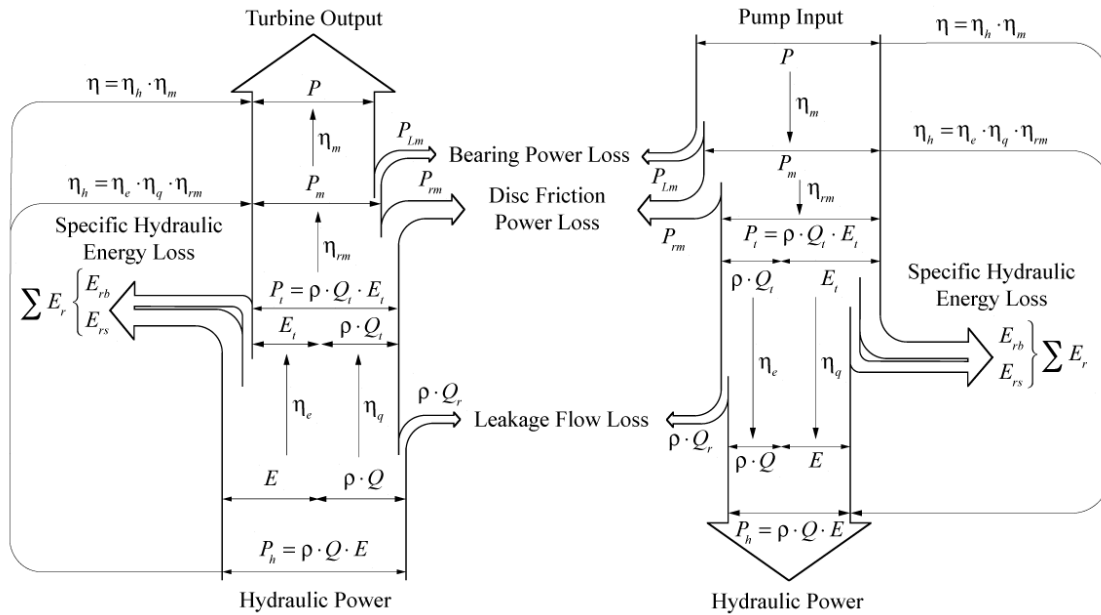 Turbine Output
Pump Input
η = η_h · η_m
P
η_m
P_Lm
Bearing Power Loss
η_h = η_e · η_q · η_rm
P_m
P_rm
Disc Friction
Power Loss
Specific Hydraulic
Energy Loss
η_rm
∑ E_r { E_rb
E_rs
P_t = ρ · Q_t · E_t
E_t
ρ · Q_t
η_e
η_q
ρ · Q_r
Leakage Flow Loss
E
ρ · Q
P_h = ρ · Q · E
Hydraulic Power
η = η_h · η_m
P
η_m
η_h = η_e · η_q · η_rm
P_Lm
P_m
η_rm
P_rm
P_t = ρ · Q_t · E_t
ρ · Q_t
E_t
Specific Hydraulic
Energy Loss
E_rb
E_rs } ∑ E_r
η_e
η_q
ρ · Q_r
ρ · Q
E
P_h = ρ · Q · E
Hydraulic Power